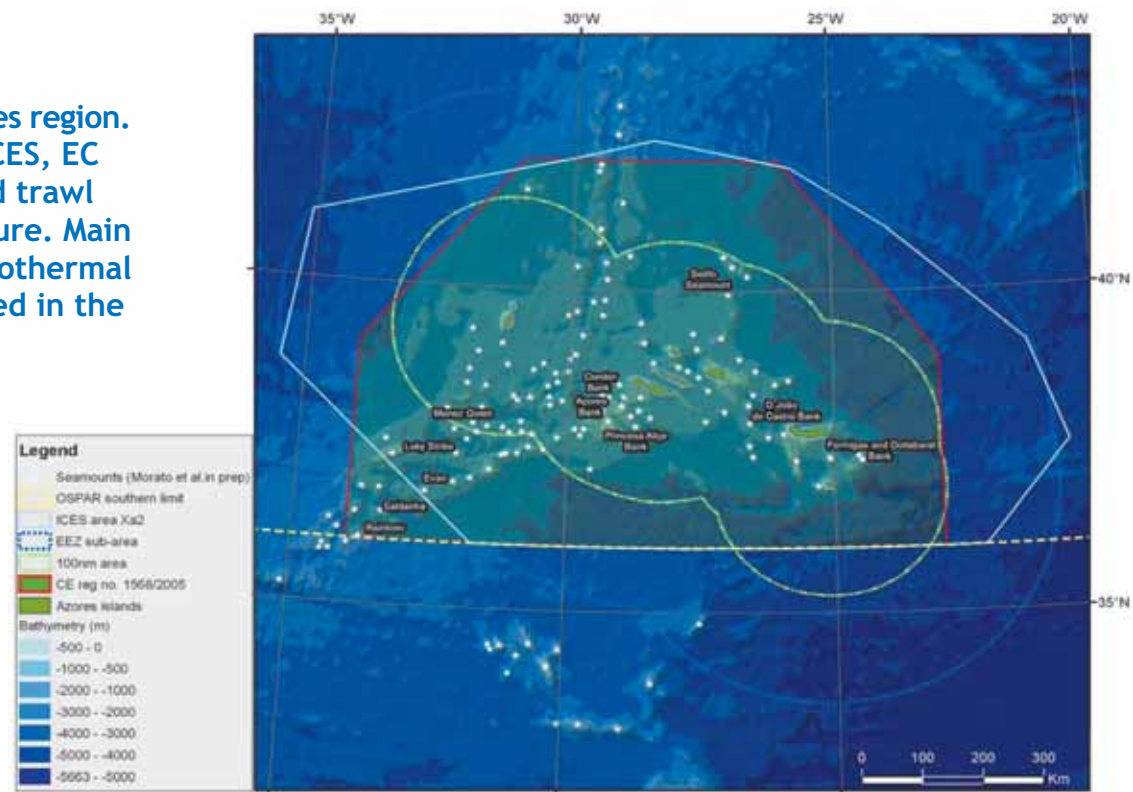 es region.
CES, EC
d trawl
ure. Main
othermal
ed in the
35°W
30°W
25°W
20°W
40°N
35°N
Sedlo
Seamount
Condor
Bank
Açores
Bank
Princess Alice
Bank
D. João
de Castro Bank
Formigas and Dollabarat
Bank
Menez Gwen
Lucky Strike
Evan
Saldanha
Rainbow
Legend
Seamounts (Morato et al.in prep)
OSPAR southern limit
ICES area Xa2
EEZ sub-area
100nm area
CE reg no. 1568/2005
Azores islands
Bathymetry (m)
-500 - 0
-1000 - -500
-2000 - -1000
-3000 - -2000
-4000 - -3000
-5000 - -4000
-5663 - -5000
0 100 200 300
Km